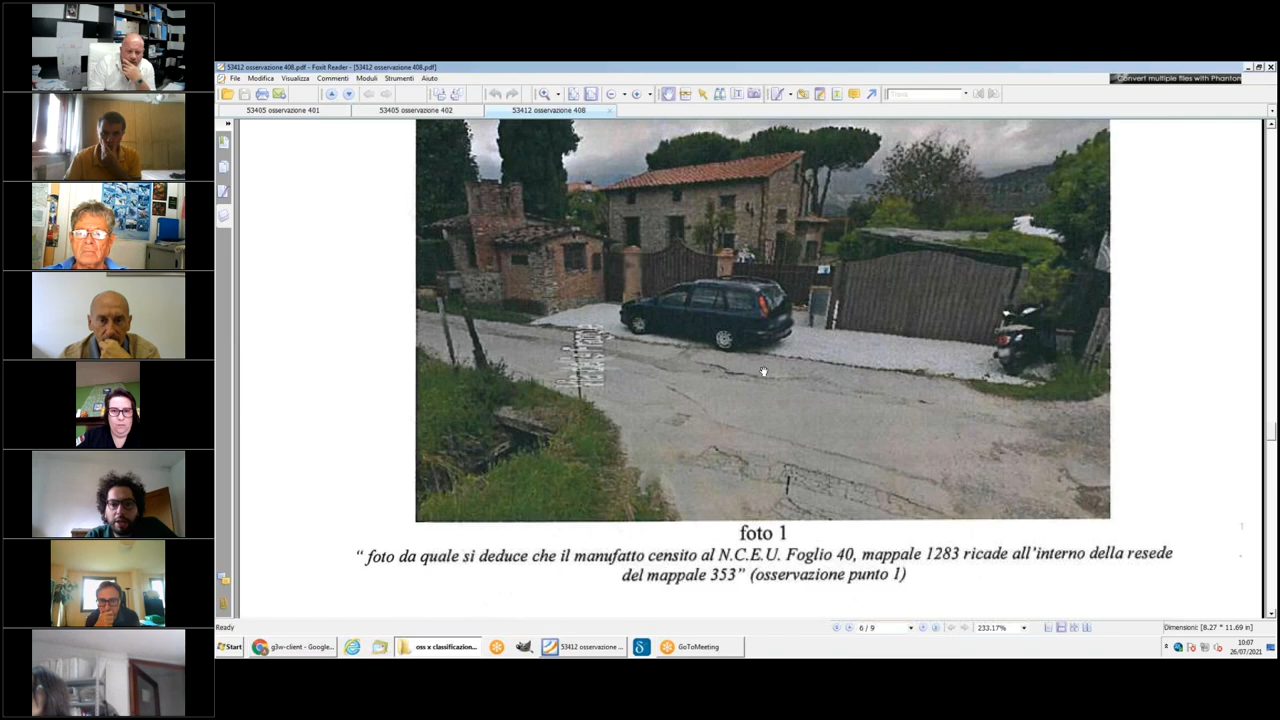 53412 osservazione 408.pdf - Foxit Reader - [53412 osservazione 408.pdf]
File Modifica Visualizza Commenti Moduli Strumenti Aiuto
Convert multiple files with Phantom
Trova
53405 osservazione 401
53405 osservazione 402
53412 osservazione 408
foto 1
“ foto da quale si deduce che il manufatto censito al N.C.E.U. Foglio 40, mappale 1283 ricade all’interno della resede
del mappale 353” (osservazione punto 1)
Ready
6 / 9
233.17%
Dimensioni: [8.27 * 11.69 in]
Start
g3w-client - Google...
oss x classificazion...
53412 osservazione ...
GoToMeeting
10:07
26/07/2021